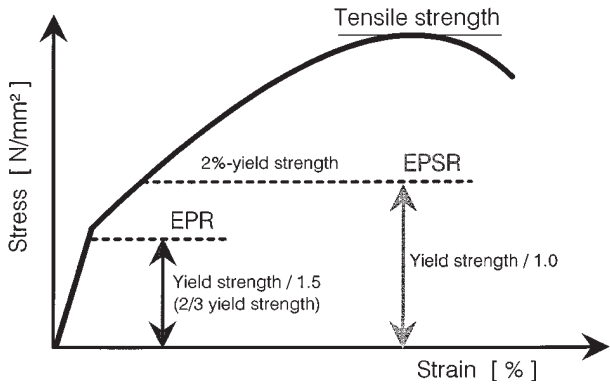 Tensile strength
Stress [ N/mm² ]
2%-yield strength
EPSR
EPR
Yield strength / 1.0
Yield strength / 1.5
(2/3 yield strength)
Strain [ % ]